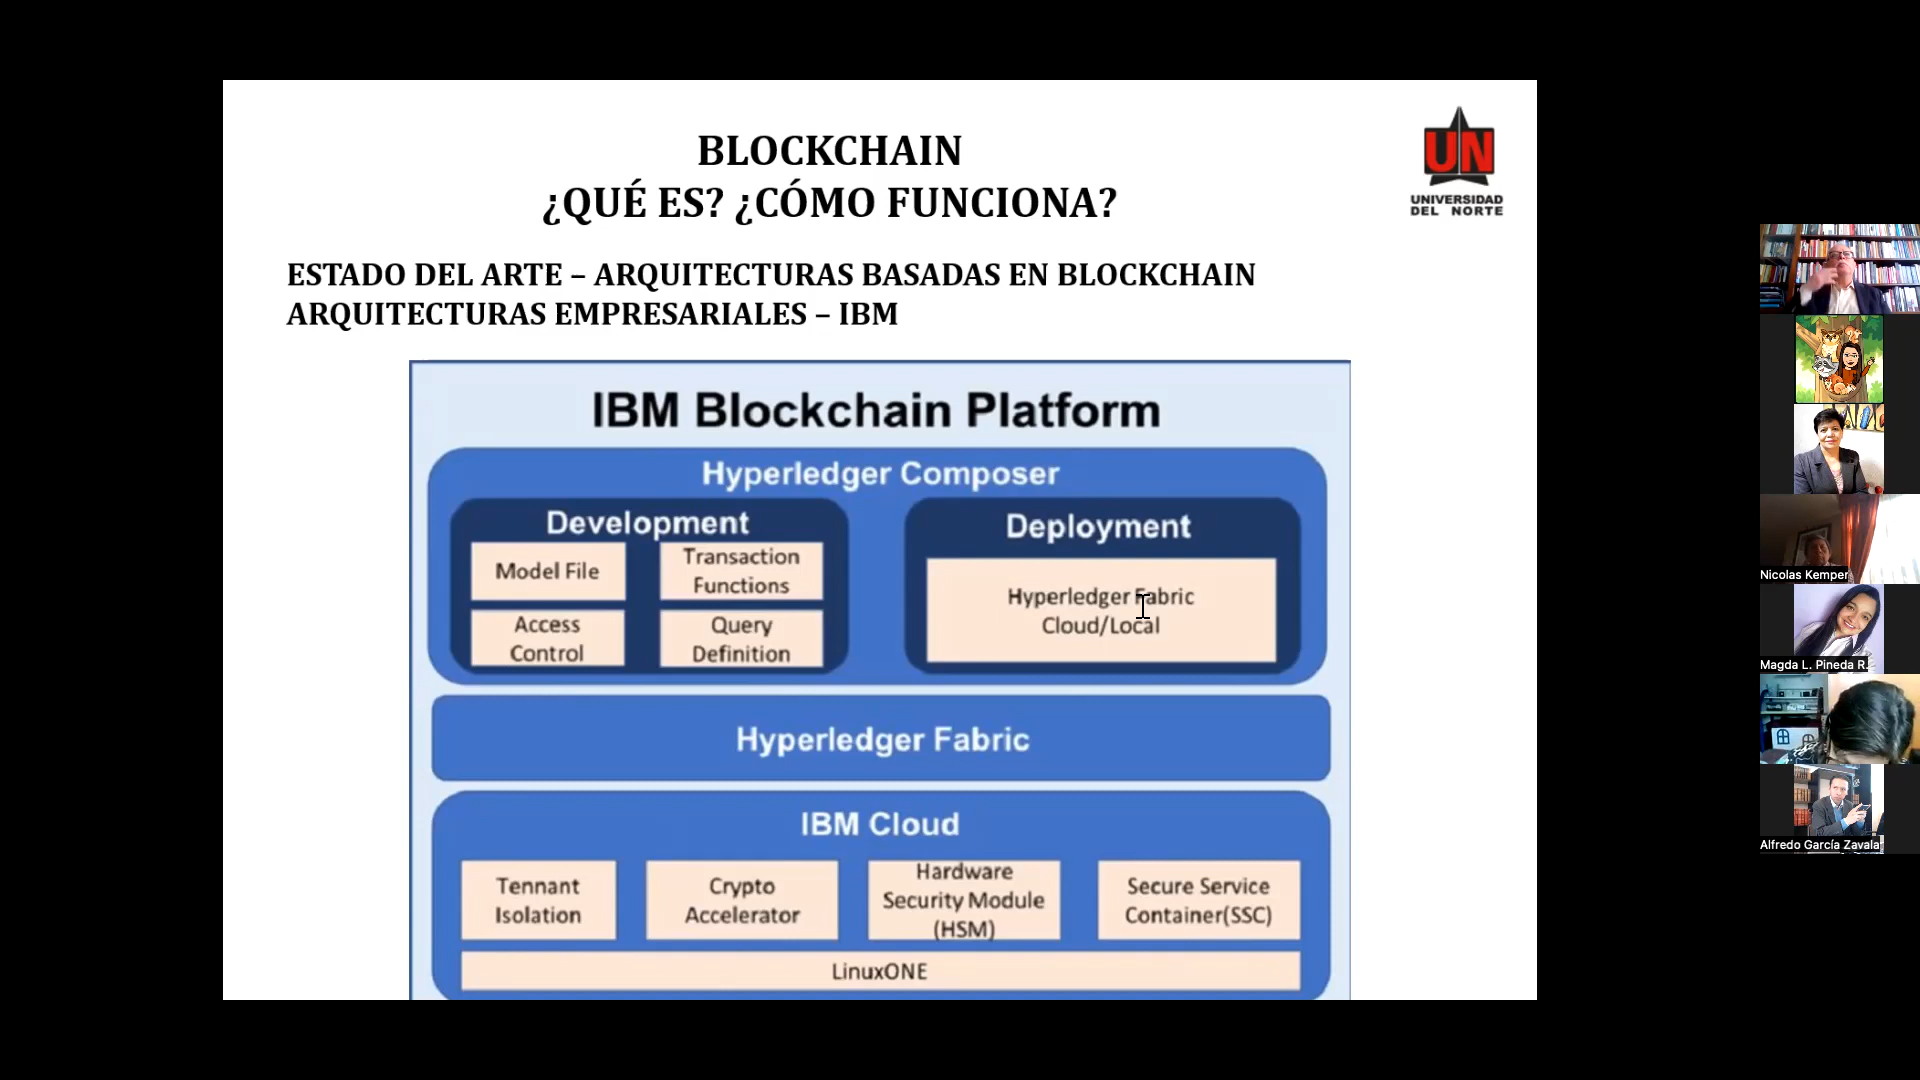 BLOCKCHAIN
¿QUÉ ES? ¿CÓMO FUNCIONA?
UN
UNIVERSIDAD
DEL NORTE
ESTADO DEL ARTE – ARQUITECTURAS BASADAS EN BLOCKCHAIN
ARQUITECTURAS EMPRESARIALES – IBM
IBM Blockchain Platform
Hyperledger Composer
Development
Model File
Transaction
Functions
Access
Control
Query
Definition
Deployment
Hyperledger Fabric
Cloud/Local
Hyperledger Fabric
IBM Cloud
Tennant
Isolation
Crypto
Accelerator
Hardware
Security Module
(HSM)
Secure Service
Container(SSC)
LinuxONE
Nicolas Kemper
Magda L. Pineda R.
Alfredo García Zavala